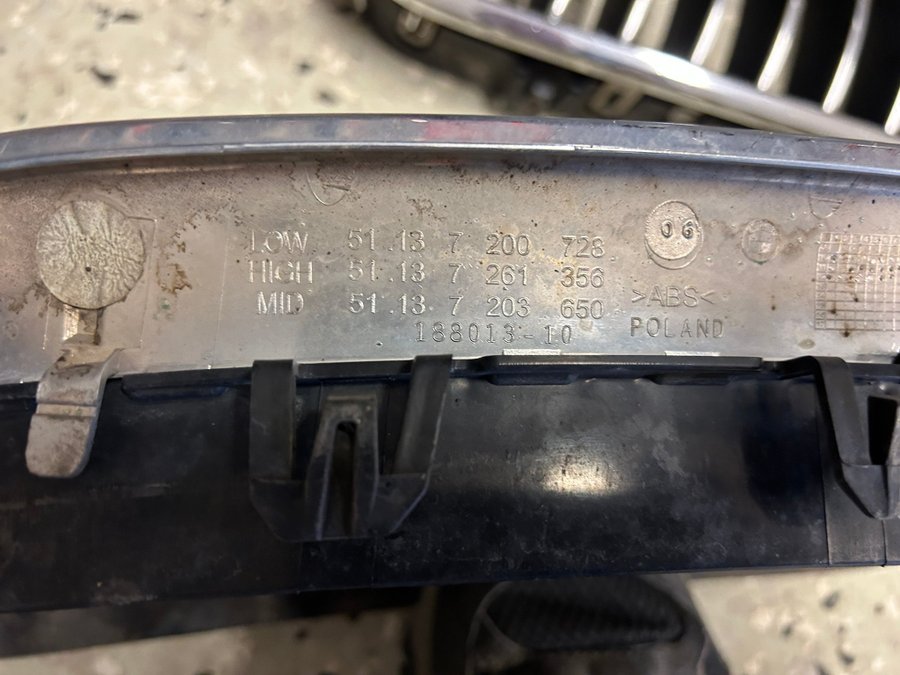 LOW 51.13 7 200 728
HIGH 51.13 7 261 356
MID 51.13 7 203 650
188013-10
06
>ABS<
POLAND